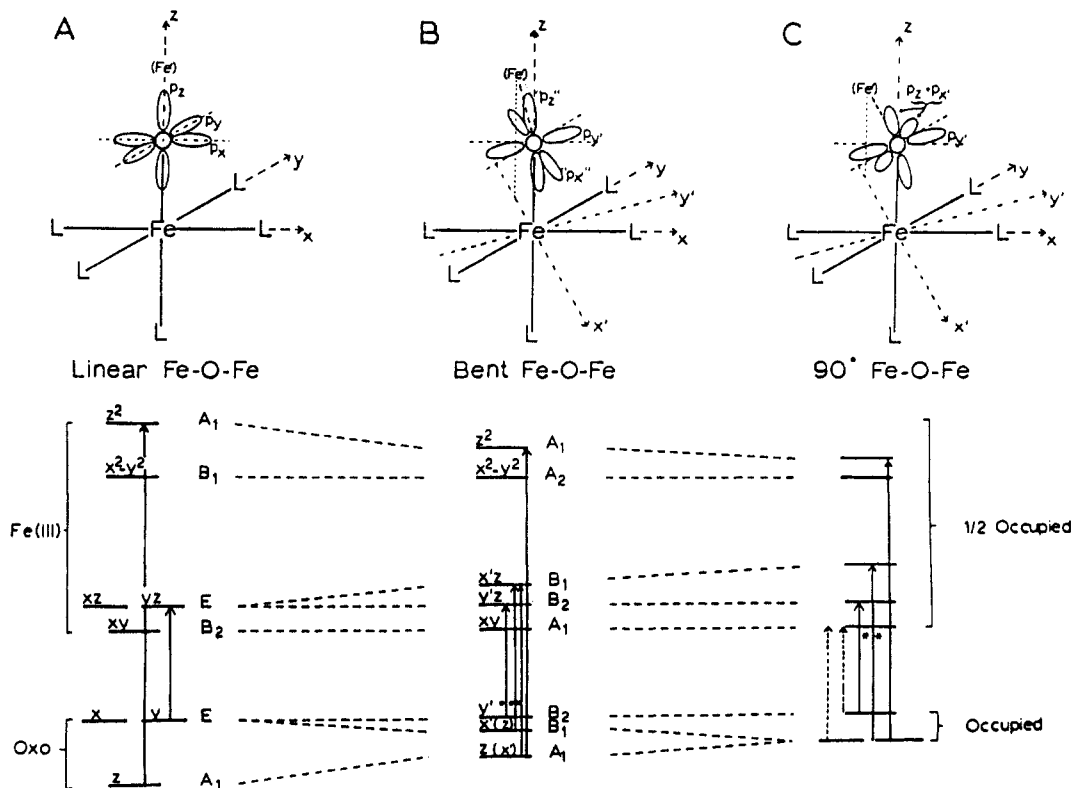 A B C
z z z
(Fe) (Fe) (Fe)
pz "pz" pz+px'
py py' py'
px "px"
L L L
y y y
y' y'
L Fe L x L Fe L x L Fe L x
L L L
x' x'
L L L
Linear Fe-O-Fe Bent Fe-O-Fe 90° Fe-O-Fe
z² A₁ z² A₁
x²-y² B₁ x²-y² A₂
Fe(III) 1/2 Occupied
x'z B₁
xz yz E y'z B₂
xy B₂ xy A₁
* *
x y E y' * * * B₂
x'(z) B₁ Occupied
Oxo z(x) A₁
z A₁